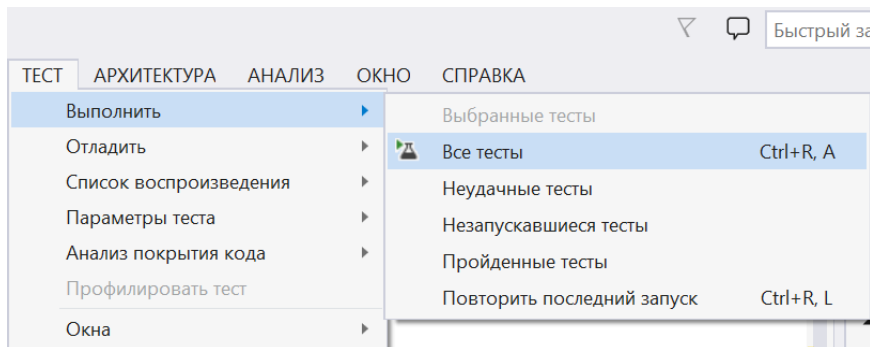 Быстрый за
ТЕСТ АРХИТЕКТУРА АНАЛИЗ ОКНО СПРАВКА
Выполнить
Отладить
Список воспроизведения
Параметры теста
Анализ покрытия кода
Профилировать тест
Окна
Выбранные тесты
Все тесты Ctrl+R, A
Неудачные тесты
Незапускавшиеся тесты
Пройденные тесты
Повторить последний запуск Ctrl+R, L